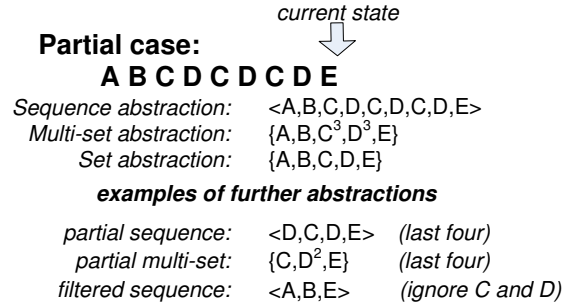 current state
Partial case:
A B C D C D C D E
Sequence abstraction: <A,B,C,D,C,D,C,D,E>
Multi-set abstraction: {A,B,C³,D³,E}
Set abstraction: {A,B,C,D,E}
examples of further abstractions
partial sequence: <D,C,D,E> (last four)
partial multi-set: {C,D²,E} (last four)
filtered sequence: <A,B,E> (ignore C and D)